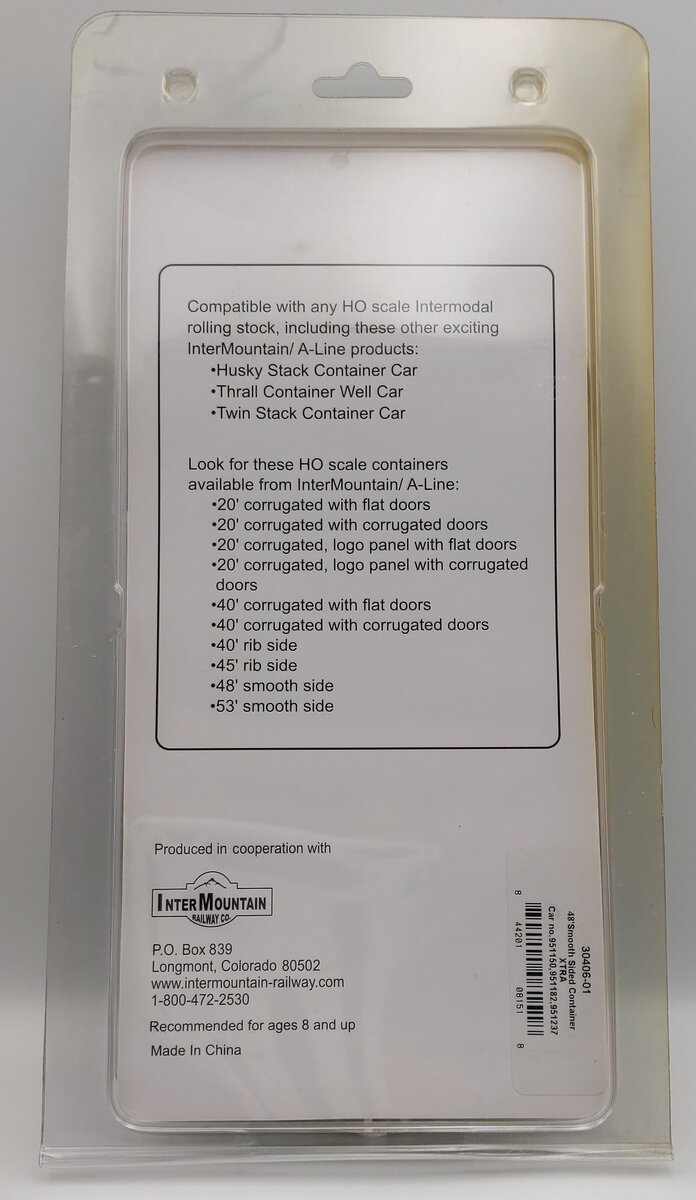 Compatible with any HO scale Intermodal
rolling stock, including these other exciting
InterMountain/ A-Line products:
•Husky Stack Container Car
•Thrall Container Well Car
•Twin Stack Container Car
Look for these HO scale containers
available from InterMountain/ A-Line:
•20' corrugated with flat doors
•20' corrugated with corrugated doors
•20' corrugated, logo panel with flat doors
•20' corrugated, logo panel with corrugated
doors
•40' corrugated with flat doors
•40' corrugated with corrugated doors
•40' rib side
•45' rib side
•48' smooth side
•53' smooth side
Produced in cooperation with
INTERMOUNTAIN
RAILWAY CO.
P.O. Box 839
Longmont, Colorado 80502
www.intermountain-railway.com
1-800-472-2530
Recommended for ages 8 and up
Made In China
30406-01
48'Smooth Sided Container
XTRA
Car no.951150,951182,951237
8 44201 08151 8